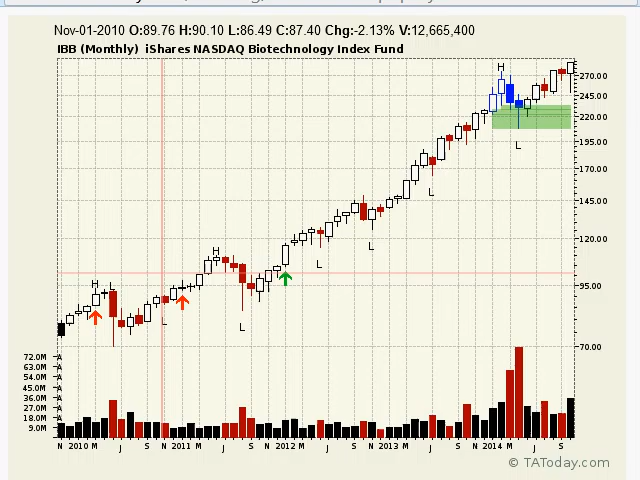 Nov-01-2010 O:89.76 H:90.10 L:86.49 C:87.40 Chg:-2.13% V:12,665,400
IBB (Monthly) iShares NASDAQ Biotechnology Index Fund
H
270.00
245.00
220.00
L
195.00
170.00
L
145.00
H
L
120.00
L
H
95.00
L
L
70.00
72.0M
63.0M
54.0M
45.0M
36.0M
27.0M
18.0M
9.0M
N 2010 M J S N 2011 M J S N 2012 M J S N 2013 M J S N 2014 M J S
© TAToday.com